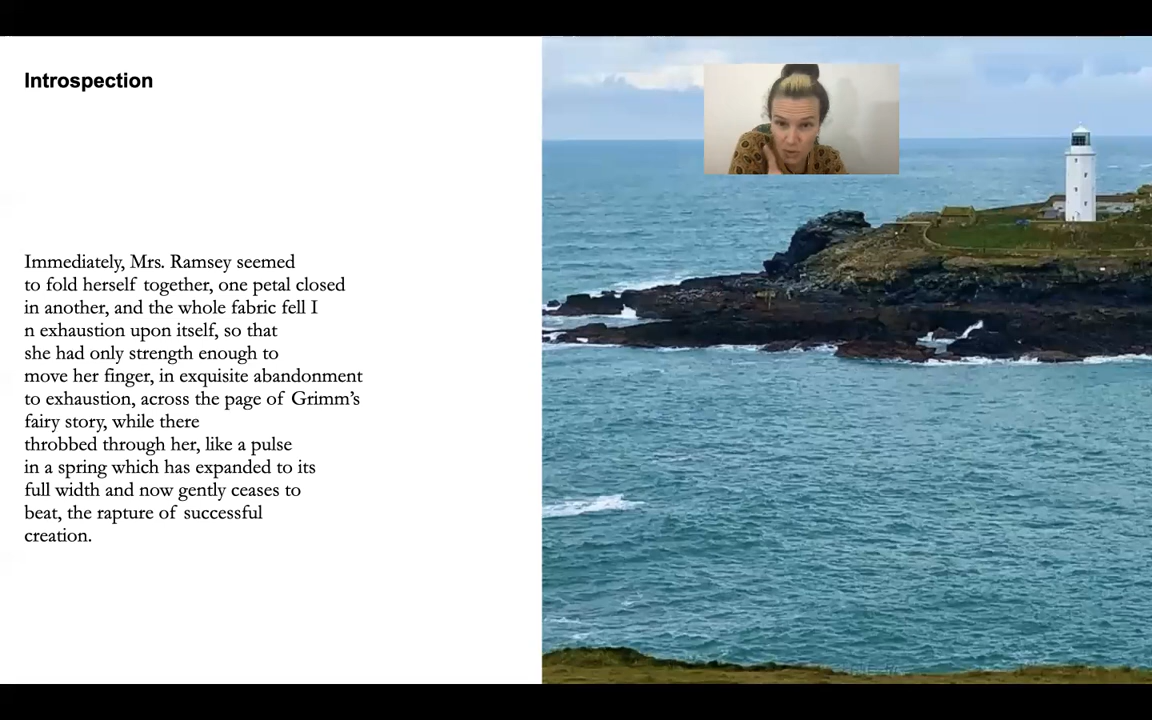 Introspection
Immediately, Mrs. Ramsey seemed
to fold herself together, one petal closed
in another, and the whole fabric fell I
n exhaustion upon itself, so that
she had only strength enough to
move her finger, in exquisite abandonment
to exhaustion, across the page of Grimm's
fairy story, while there
throbbed through her, like a pulse
in a spring which has expanded to its
full width and now gently ceases to
beat, the rapture of successful
creation.